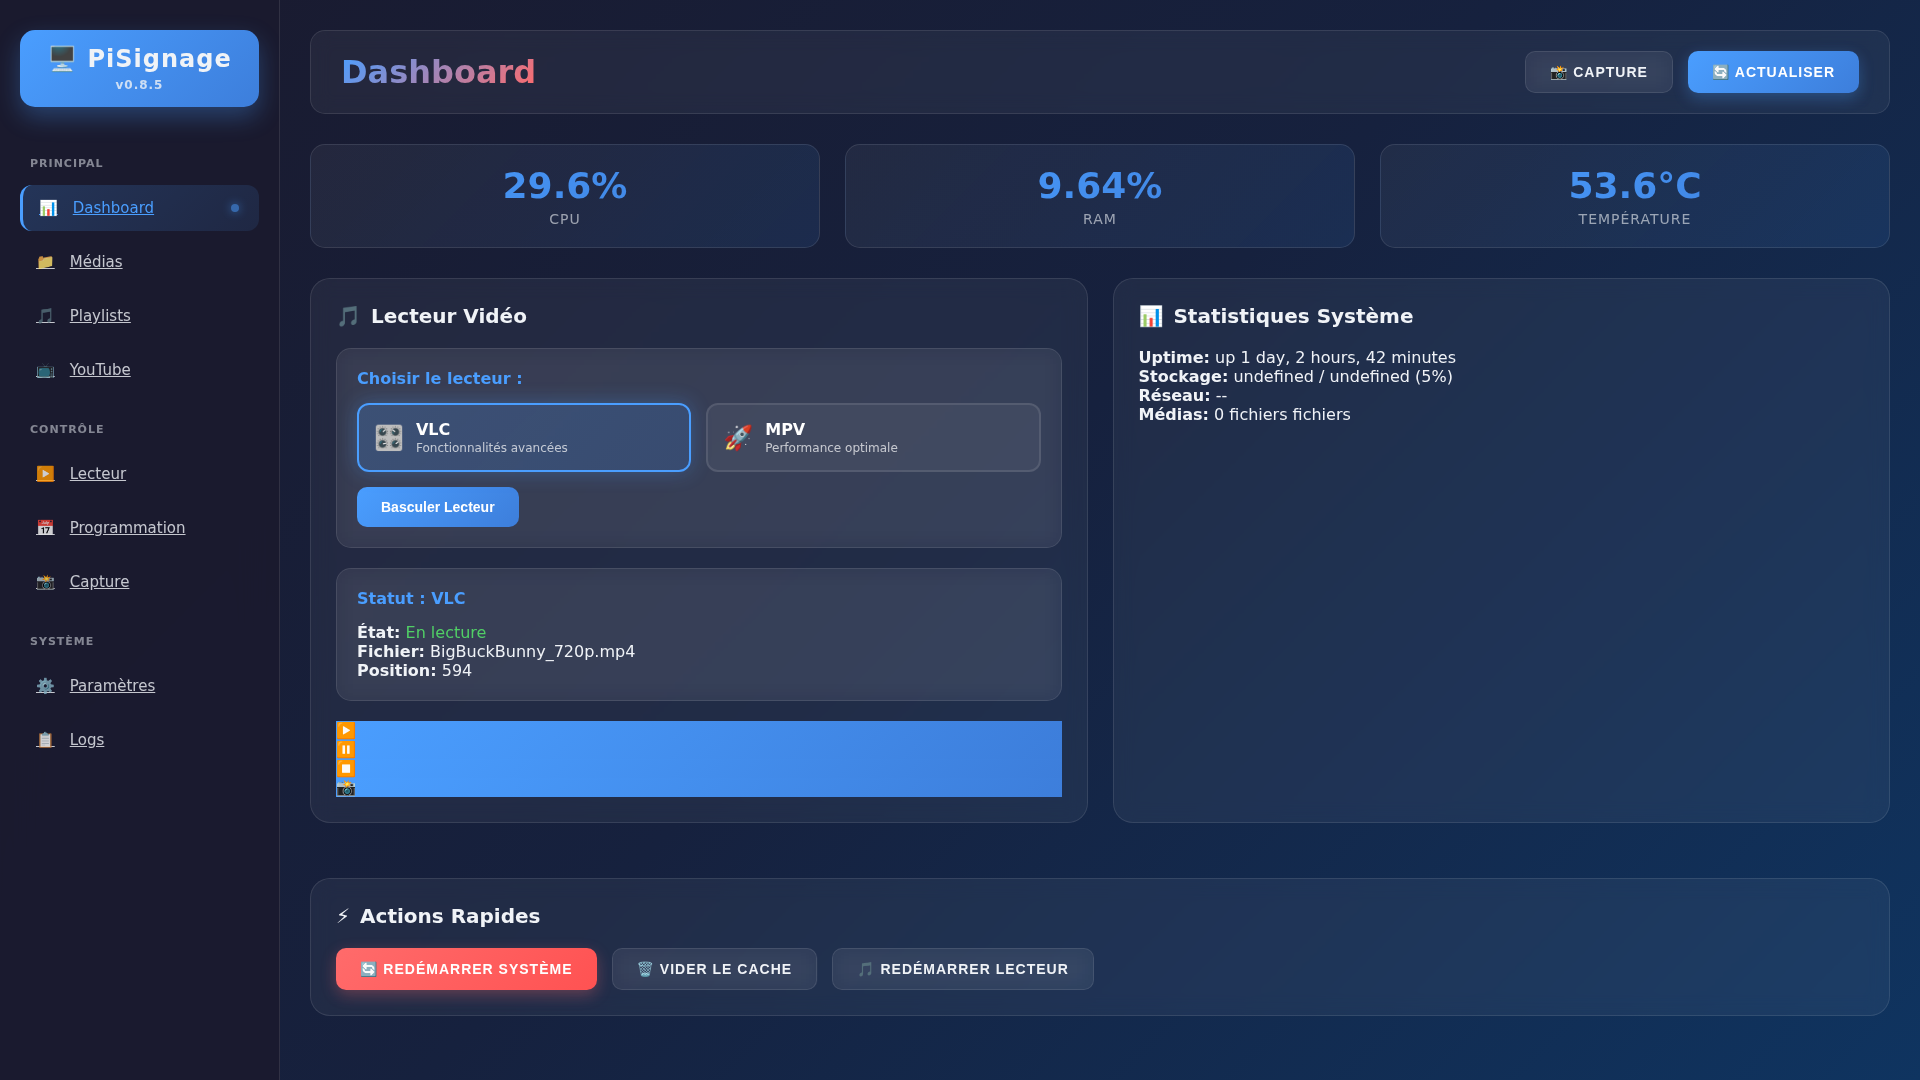 PiSignage
v0.8.5
PRINCIPAL
Dashboard
Médias
Playlists
YouTube
CONTRÔLE
Lecteur
Programmation
Capture
SYSTÈME
Paramètres
Logs
Dashboard
CAPTURE
ACTUALISER
29.6%
CPU
9.64%
RAM
53.6°C
TEMPÉRATURE
Lecteur Vidéo
Choisir le lecteur :
VLC
Fonctionnalités avancées
MPV
Performance optimale
Basculer Lecteur
Statut : VLC
État: En lecture
Fichier: BigBuckBunny_720p.mp4
Position: 594
Statistiques Système
Uptime: up 1 day, 2 hours, 42 minutes
Stockage: undefined / undefined (5%)
Réseau: --
Médias: 0 fichiers fichiers
Actions Rapides
REDÉMARRER SYSTÈME
VIDER LE CACHE
REDÉMARRER LECTEUR